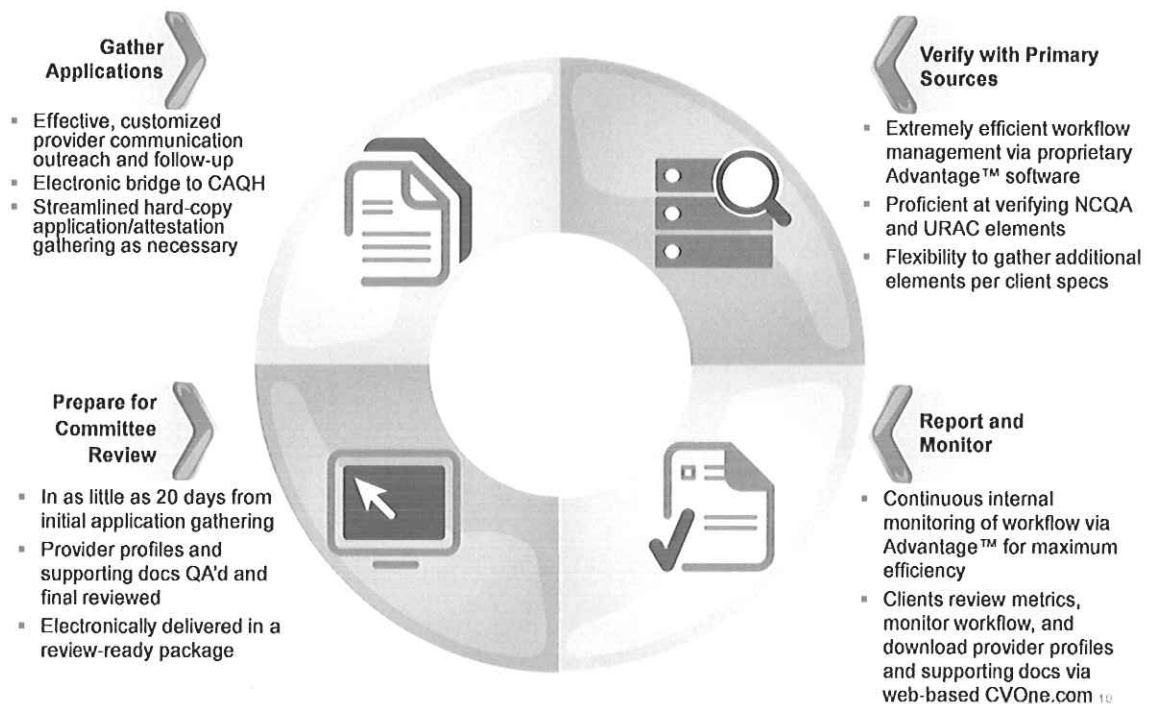 Gather
Applications
▪ Effective, customized
provider communication
outreach and follow-up
▪ Electronic bridge to CAQH
▪ Streamlined hard-copy
application/attestation
gathering as necessary
Verify with Primary
Sources
▪ Extremely efficient workflow
management via proprietary
Advantage™ software
▪ Proficient at verifying NCQA
and URAC elements
▪ Flexibility to gather additional
elements per client specs
Prepare for
Committee
Review
▪ In as little as 20 days from
initial application gathering
▪ Provider profiles and
supporting docs QA'd and
final reviewed
▪ Electronically delivered in a
review-ready package
Report and
Monitor
▪ Continuous internal
monitoring of workflow via
Advantage™ for maximum
efficiency
▪ Clients review metrics,
monitor workflow, and
download provider profiles
and supporting docs via
web-based CVOne.com
10